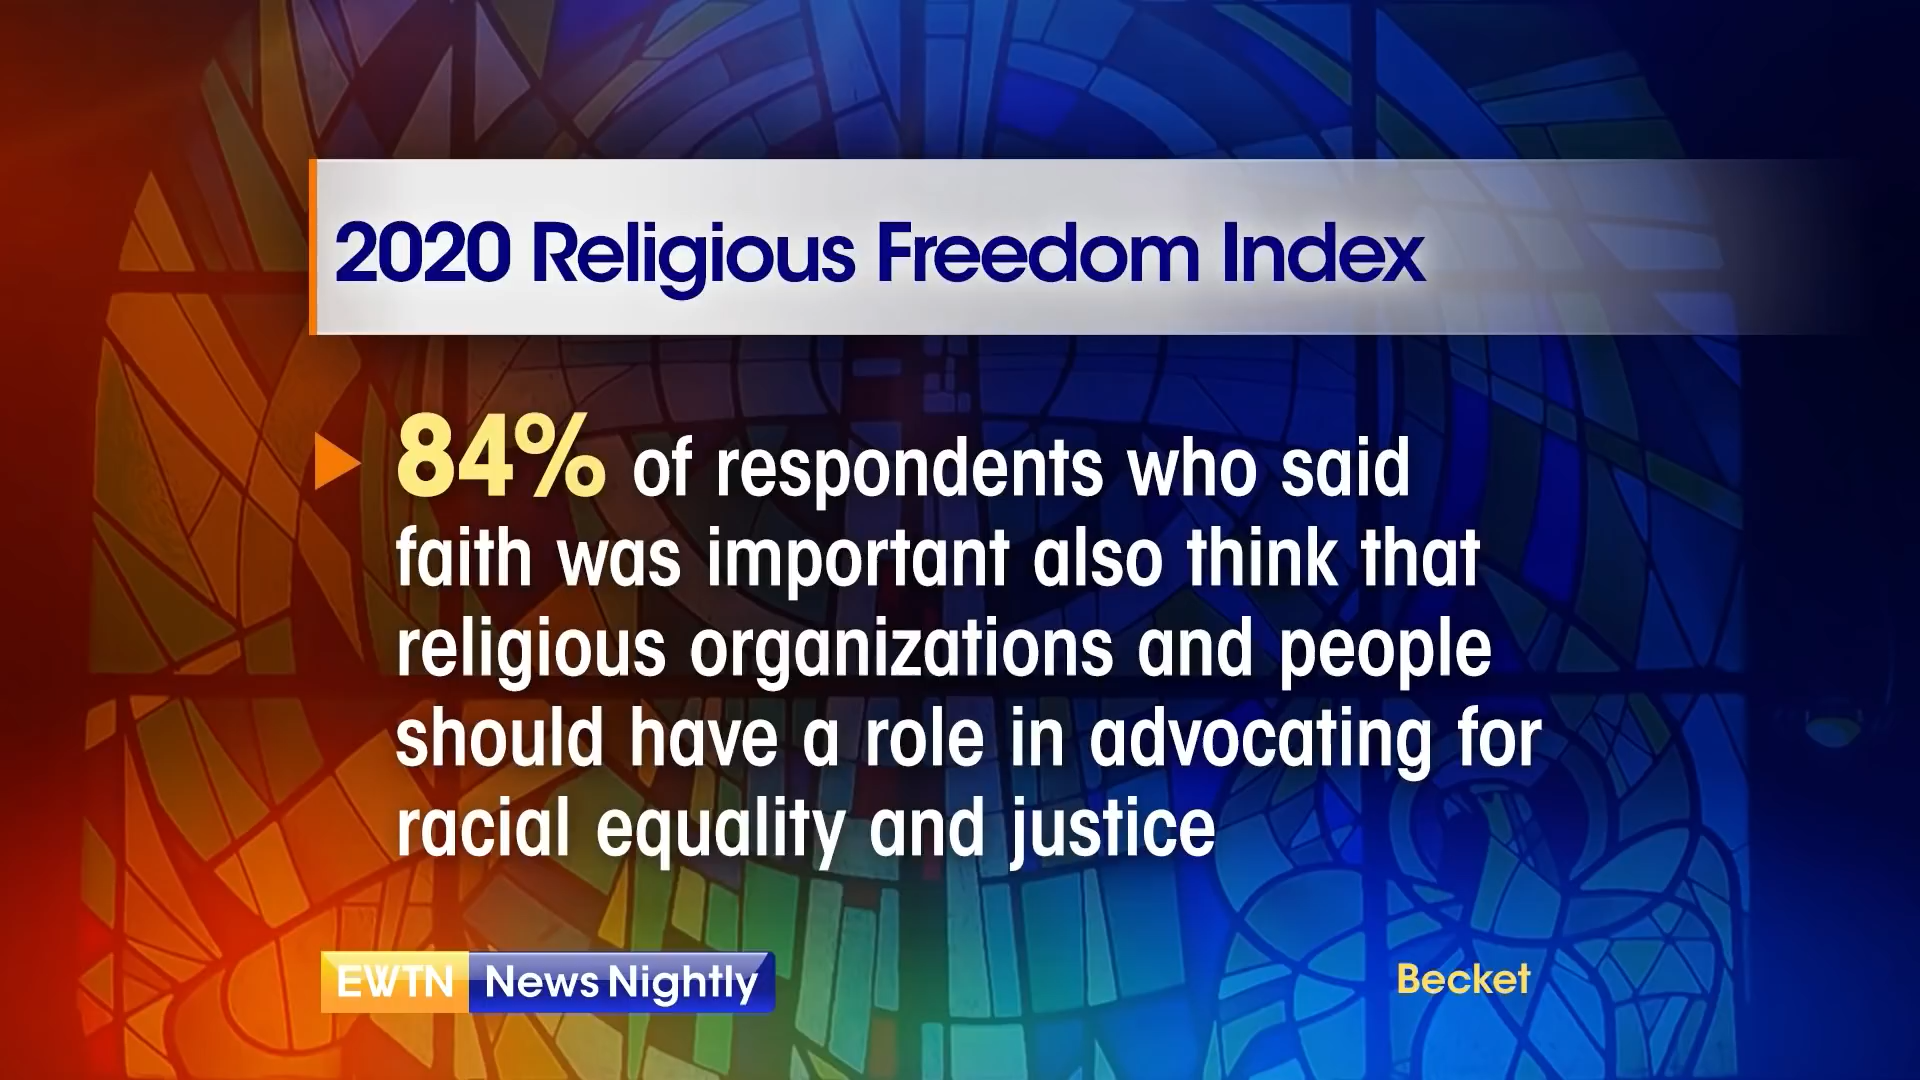 2020 Religious Freedom Index
84% of respondents who said
faith was important also think that
religious organizations and people
should have a role in advocating for
racial equality and justice
EWTN News Nightly
Becket